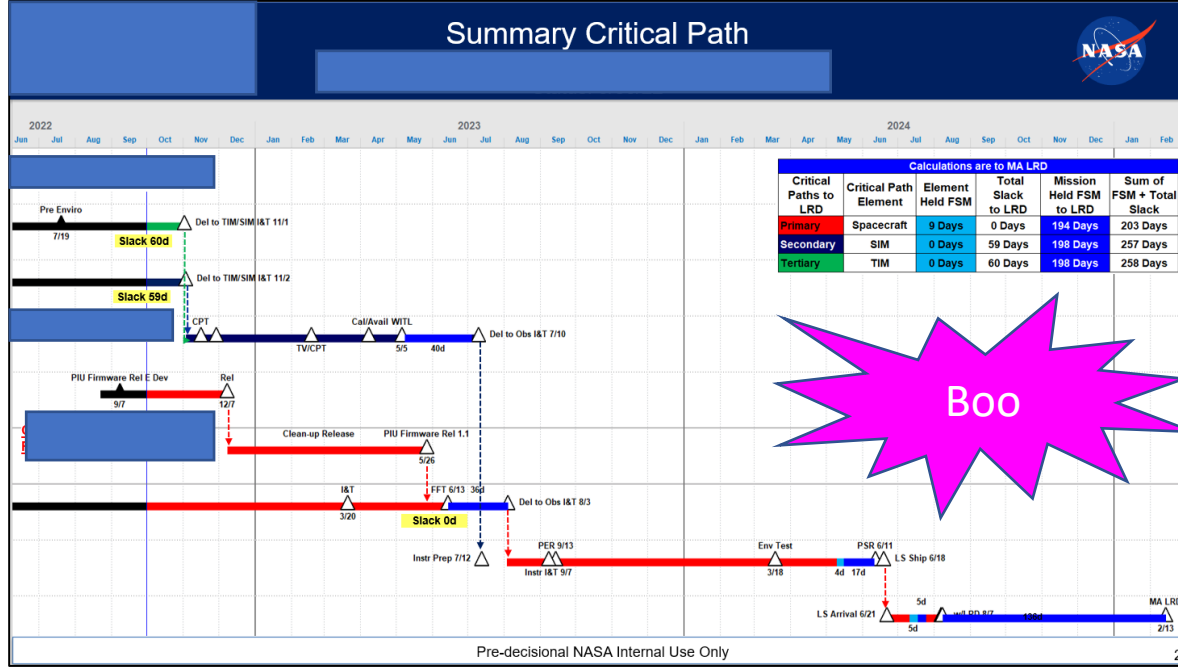 Summary Critical Path
NASA
2022 2023 2024
Jun Jul Aug Sep Oct Nov Dec Jan Feb Mar Apr May Jun Jul Aug Sep Oct Nov Dec Jan Feb Mar Apr May Jun Jul Aug Sep Oct Nov Dec Jan Feb
Calculations are to MA LRD
Critical Paths to LRD Critical Path Element Element Held FSM Total Slack to LRD Mission Held FSM to LRD Sum of FSM + Total Slack
Primary Spacecraft 9 Days 0 Days 194 Days 203 Days
Secondary SIM 0 Days 59 Days 198 Days 257 Days
Tertiary TIM 0 Days 60 Days 198 Days 258 Days
Pre Enviro
7/19
Del to TIM/SIM I&T 11/1
Slack 60d
Del to TIM/SIM I&T 11/2
Slack 59d
CPT Cal/Avail WITL
Del to Obs I&T 7/10
TV/CPT 5/5 40d
PIU Firmware Rel E Dev Rel
9/7 12/7
Boo
Clean-up Release PIU Firmware Rel 1.1
5/26
I&T FFT 6/13 36d
Del to Obs I&T 8/3
3/20 Slack 0d
PER 9/13 Env Test PSR 6/11
Instr Prep 7/12 LS Ship 6/18
Instr I&T 9/7 3/18 4d 17d
5d MA LRD
LS Arrival 6/21 w/LRD 8/7
5d 2/13
Pre-decisional NASA Internal Use Only